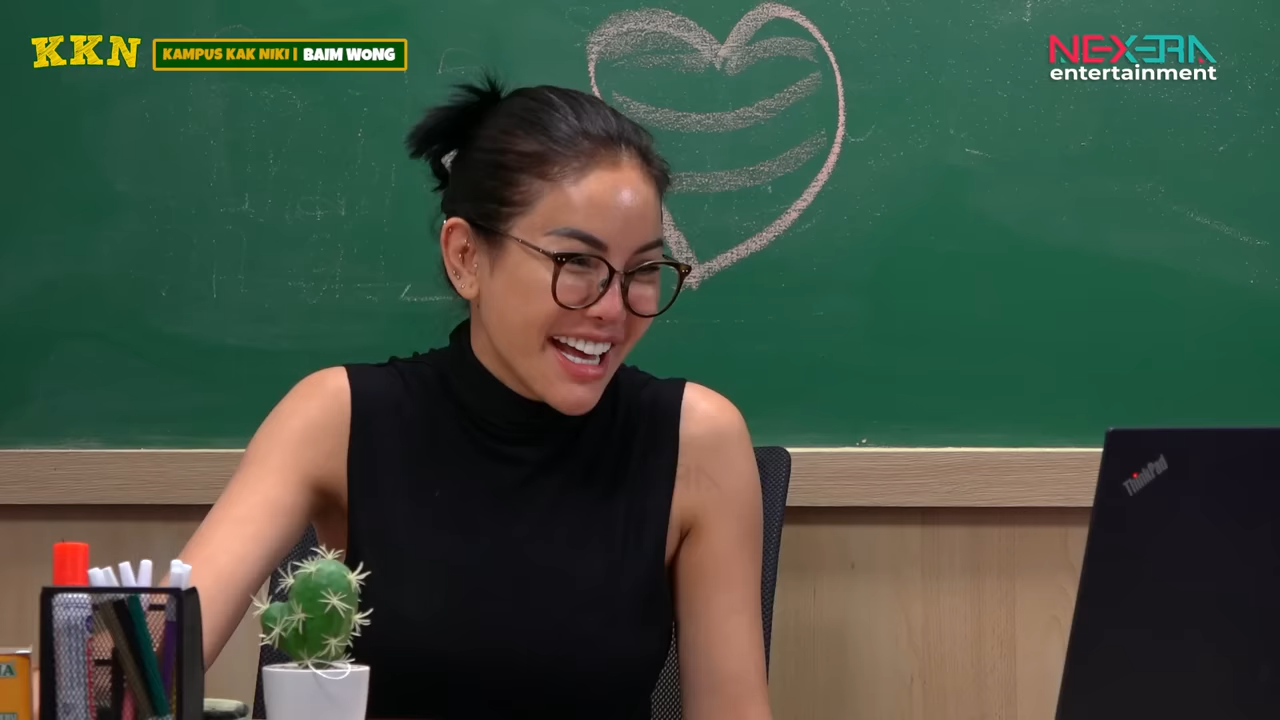 KKN
KAMPUS KAK NIKI | BAIM WONG
NEXERA
entertainment
ThinkPad